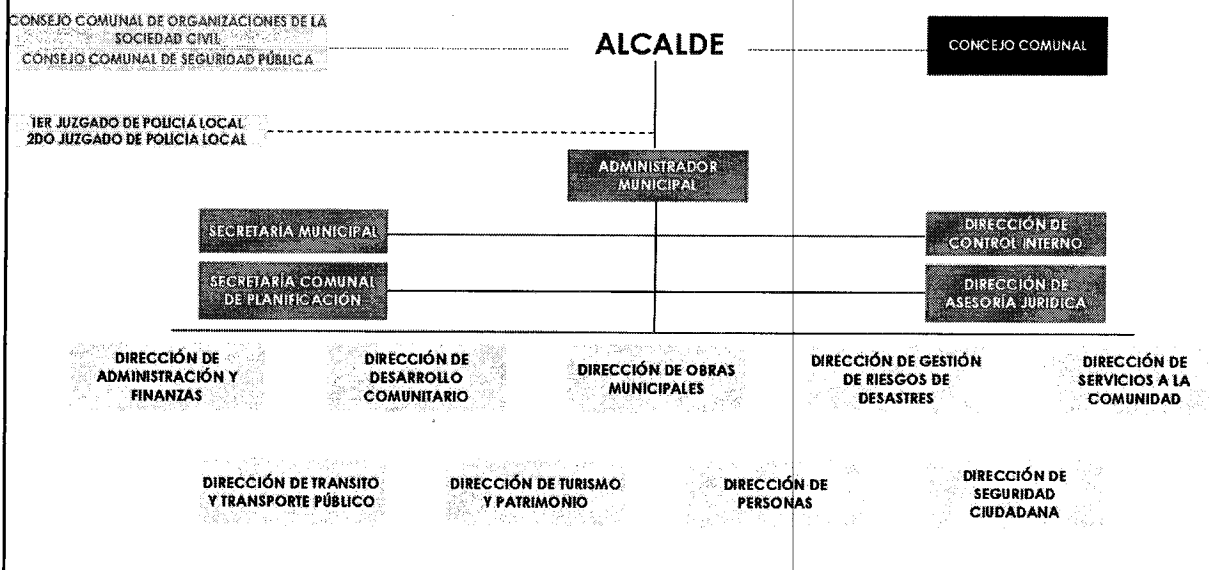 CONSEJO COMUNAL DE ORGANIZACIONES DE LA
SOCIEDAD CIVIL
CONSEJO COMUNAL DE SEGURIDAD PÚBLICA
ALCALDE
CONCEJO COMUNAL
1ER JUZGADO DE POLICIA LOCAL
2DO JUZGADO DE POLICIA LOCAL
ADMINISTRADOR
MUNICIPAL
SECRETARÍA MUNICIPAL
DIRECCIÓN DE
CONTROL INTERNO
SECRETARÍA COMUNAL
DE PLANIFICACIÓN
DIRECCIÓN DE
ASESORÍA JURIDICA
DIRECCIÓN DE
ADMINISTRACIÓN Y
FINANZAS
DIRECCIÓN DE
DESARROLLO
COMUNITARIO
DIRECCIÓN DE OBRAS
MUNICIPALES
DIRECCIÓN DE GESTIÓN
DE RIESGOS DE
DESASTRES
DIRECCIÓN DE
SERVICIOS A LA
COMUNIDAD
DIRECCIÓN DE TRANSITO
Y TRANSPORTE PÚBLICO
DIRECCIÓN DE TURISMO
Y PATRIMONIO
DIRECCIÓN DE
PERSONAS
DIRECCIÓN DE
SEGURIDAD
CIUDADANA